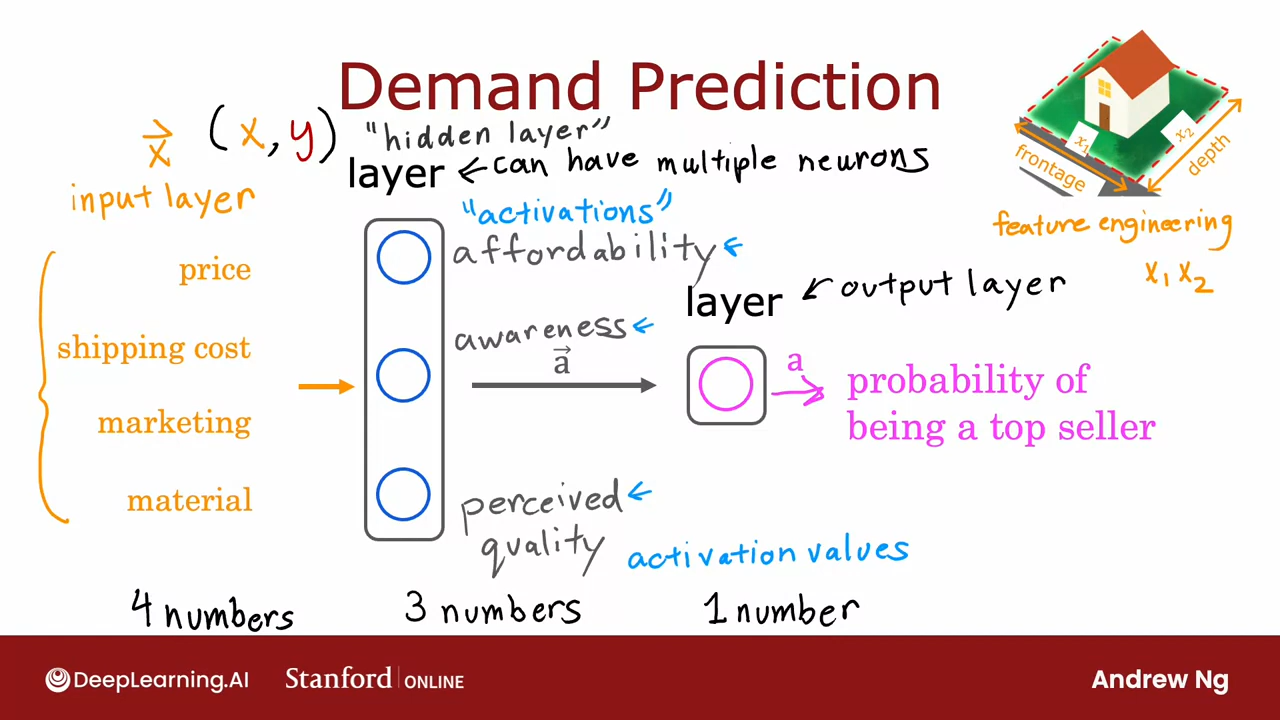 Demand Prediction
x⃗ (x, y)
input layer
"hidden layer"
layer ← can have multiple neurons
"activations"
price
shipping cost
marketing
material
affordability ←
awareness ←
a⃗
perceived ←
quality
activation values
layer ← output layer
a
probability of
being a top seller
x₁
x₂
frontage
depth
feature engineering
x₁ x₂
4 numbers
3 numbers
1 number
DeepLearning.AI
Stanford | ONLINE
Andrew Ng